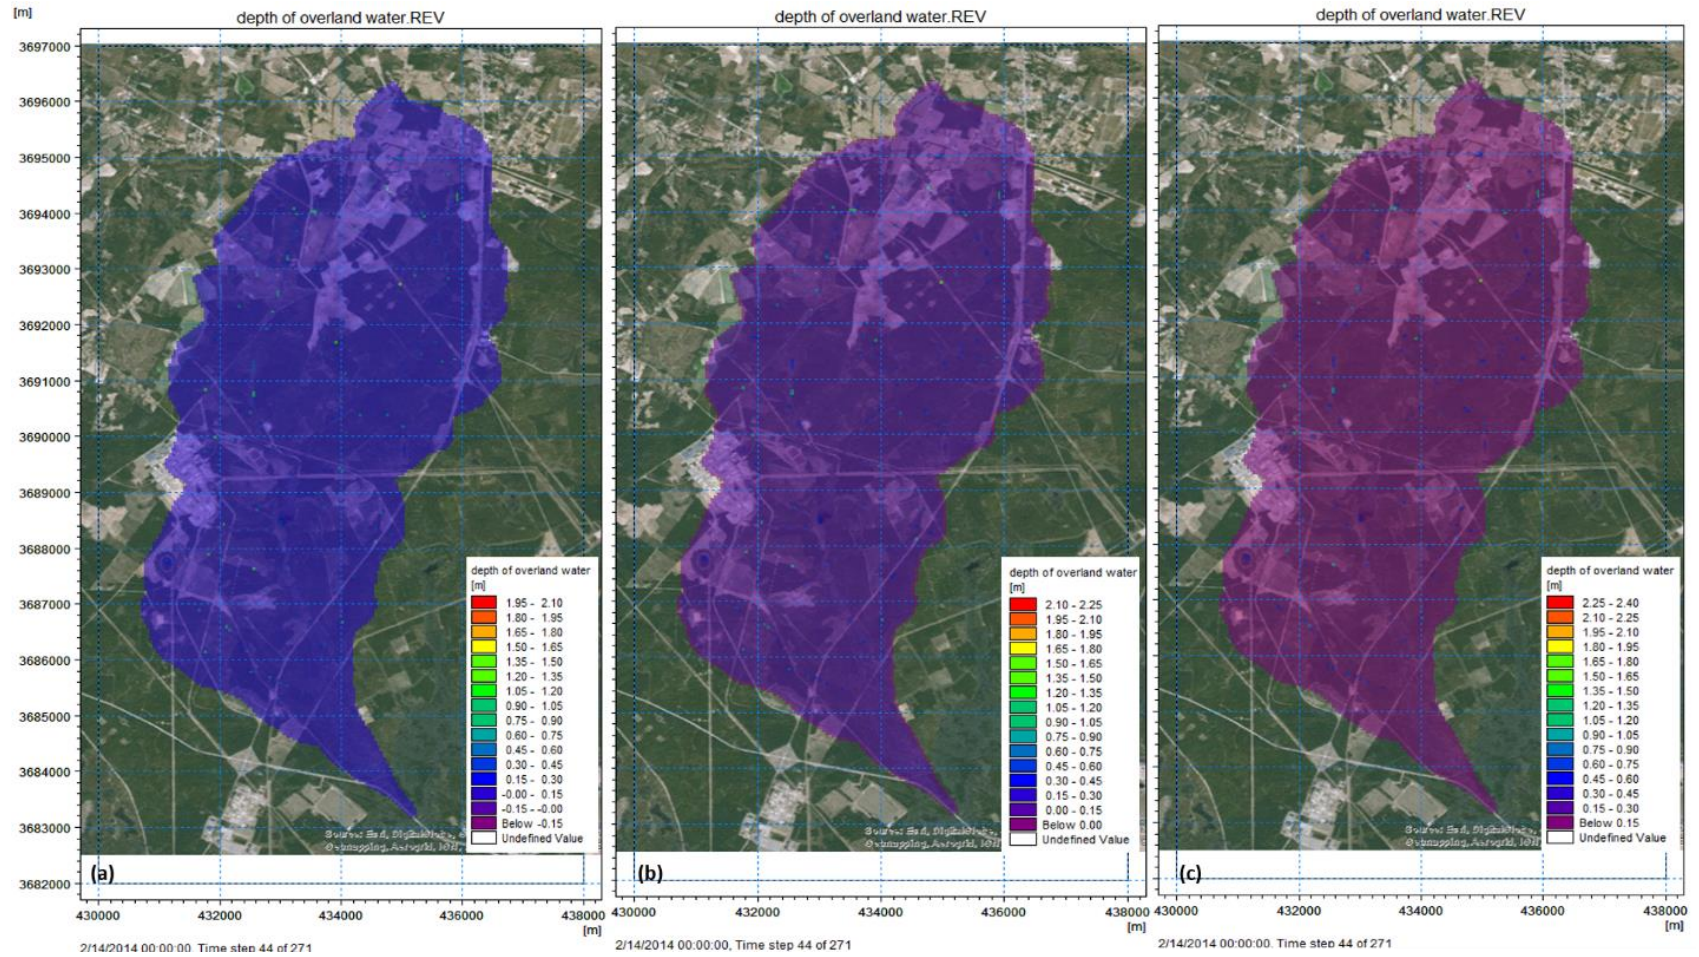 [m]
depth of overland water.REV
3697000
3696000
3695000
3694000
3693000
3692000
3691000
3690000
3689000
3688000
3687000
3686000
3685000
3684000
3683000
3682000
depth of overland water
[m]
1.95 - 2.10
1.80 - 1.95
1.65 - 1.80
1.50 - 1.65
1.35 - 1.50
1.20 - 1.35
1.05 - 1.20
0.90 - 1.05
0.75 - 0.90
0.60 - 0.75
0.45 - 0.60
0.30 - 0.45
0.15 - 0.30
-0.00 - 0.15
-0.15 - -0.00
Below -0.15
Undefined Value
Source: Esri, DigitalGlobe,
(a)
430000 432000 434000 436000 438000
[m]
2/14/2014 00:00:00, Time step 44 of 271
depth of overland water.REV
depth of overland water
[m]
2.10 - 2.25
1.95 - 2.10
1.80 - 1.95
1.65 - 1.80
1.50 - 1.65
1.35 - 1.50
1.20 - 1.35
1.05 - 1.20
0.90 - 1.05
0.75 - 0.90
0.60 - 0.75
0.45 - 0.60
0.30 - 0.45
0.15 - 0.30
0.00 - 0.15
Below 0.00
Undefined Value
Source: Esri, DigitalGlobe,
(b)
430000 432000 434000 436000 438000
[m]
2/14/2014 00:00:00, Time step 44 of 271
depth of overland water.REV
depth of overland water
[m]
2.25 - 2.40
2.10 - 2.25
1.95 - 2.10
1.80 - 1.95
1.65 - 1.80
1.50 - 1.65
1.35 - 1.50
1.20 - 1.35
1.05 - 1.20
0.90 - 1.05
0.75 - 0.90
0.60 - 0.75
0.45 - 0.60
0.30 - 0.45
0.15 - 0.30
Below 0.15
Undefined Value
Source: Esri, DigitalGlobe,
(c)
430000 432000 434000 436000 438000
[m]
2/14/2014 00:00:00, Time step 44 of 271